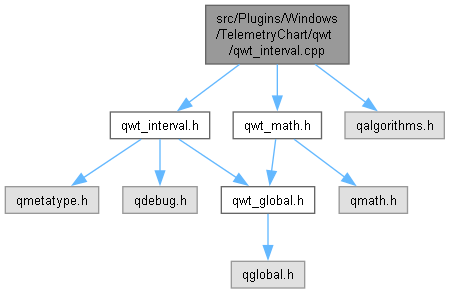 src/Plugins/Windows
/TelemetryChart/qwt
/qwt_interval.cpp
qwt_interval.h
qwt_math.h
qalgorithms.h
qmetatype.h
qdebug.h
qwt_global.h
qmath.h
qglobal.h